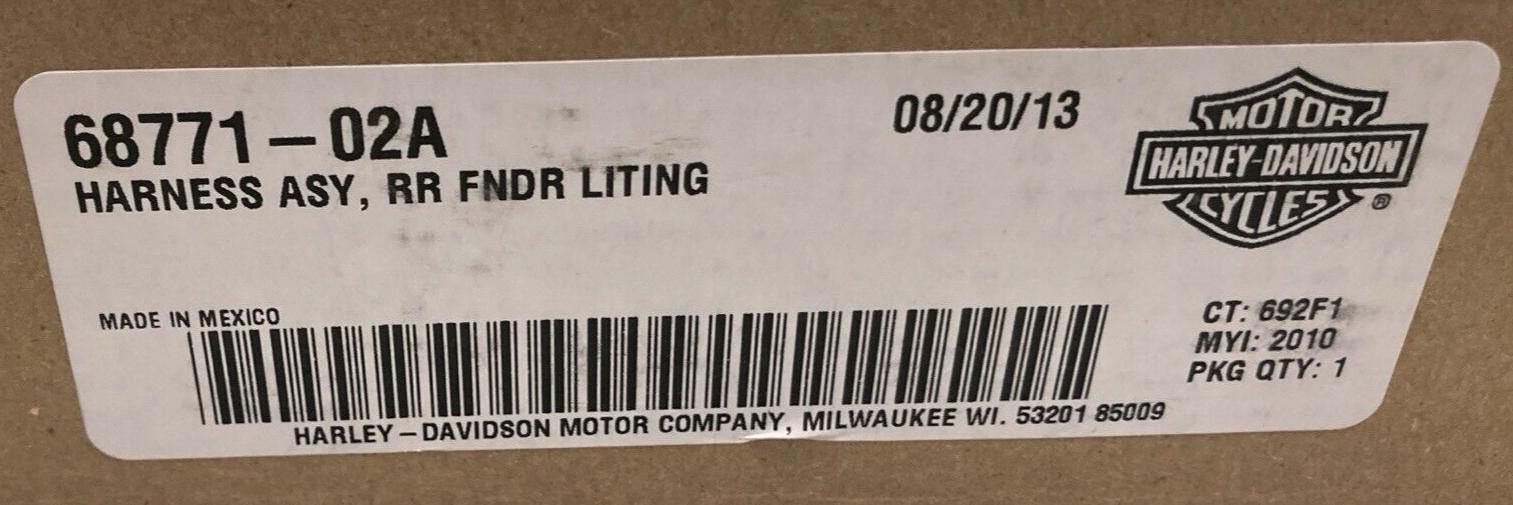 68771-02A
08/20/13
HARNESS ASY, RR FNDR LITING
MOTOR
HARLEY-DAVIDSON
CYCLES
®
MADE IN MEXICO
CT: 692F1
MYI: 2010
PKG QTY: 1
HARLEY-DAVIDSON MOTOR COMPANY, MILWAUKEE WI. 53201 85009